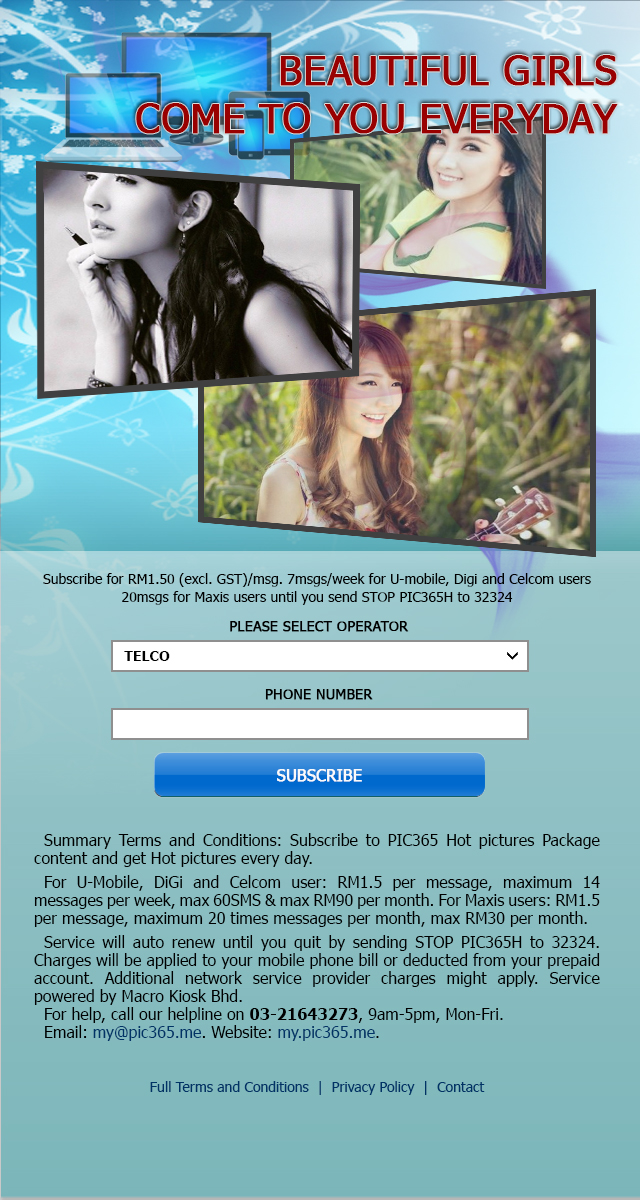 BEAUTIFUL GIRLS
COME TO YOU EVERYDAY
Subscribe for RM1.50 (excl. GST)/msg. 7msgs/week for U-mobile, Digi and Celcom users
20msgs for Maxis users until you send STOP PIC365H to 32324
PLEASE SELECT OPERATOR
TELCO
PHONE NUMBER
SUBSCRIBE
Summary Terms and Conditions: Subscribe to PIC365 Hot pictures Package
content and get Hot pictures every day.
For U-Mobile, DiGi and Celcom user: RM1.5 per message, maximum 14
messages per week, max 60SMS & max RM90 per month. For Maxis users: RM1.5
per message, maximum 20 times messages per month, max RM30 per month.
Service will auto renew until you quit by sending STOP PIC365H to 32324.
Charges will be applied to your mobile phone bill or deducted from your prepaid
account. Additional network service provider charges might apply. Service
powered by Macro Kiosk Bhd.
For help, call our helpline on 03-21643273, 9am-5pm, Mon-Fri.
Email: my@pic365.me. Website: my.pic365.me.
Full Terms and Conditions | Privacy Policy | Contact